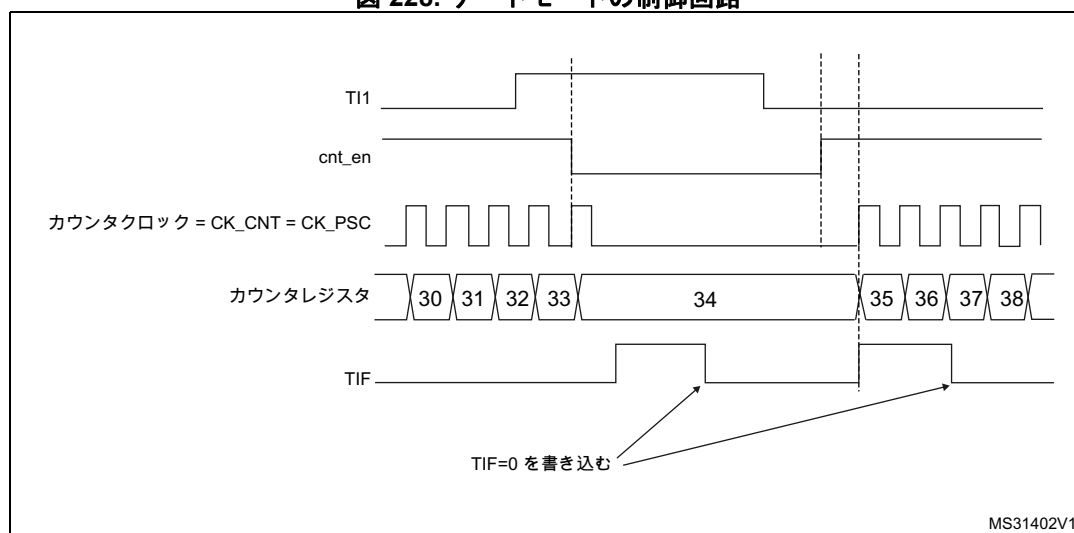 TI1
cnt_en
カウンタクロック = CK_CNT = CK_PSC
カウンタレジスタ
30 31 32 33 34 35 36 37 38
TIF
TIF=0 を書き込む
MS31402V1